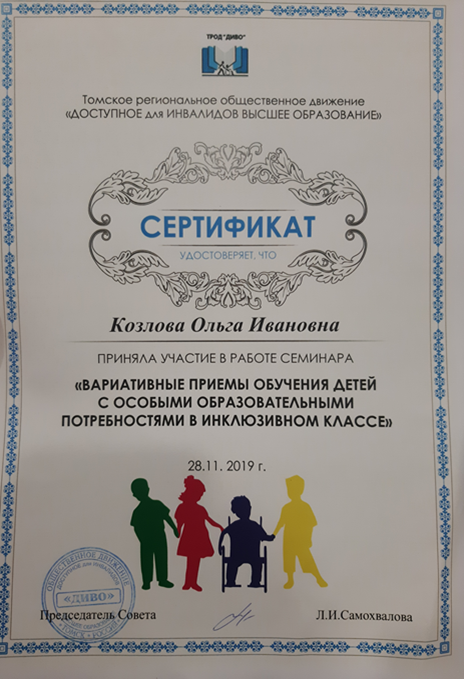 ТРОД "ДИВО"
Томское региональное общественное движение
«ДОСТУПНОЕ для ИНВАЛИДОВ ВЫСШЕЕ ОБРАЗОВАНИЕ»
СЕРТИФИКАТ
УДОСТОВЕРЯЕТ, ЧТО
Козлова Ольга Ивановна
ПРИНЯЛА УЧАСТИЕ В РАБОТЕ СЕМИНАРА
«ВАРИАТИВНЫЕ ПРИЕМЫ ОБУЧЕНИЯ ДЕТЕЙ
С ОСОБЫМИ ОБРАЗОВАТЕЛЬНЫМИ
ПОТРЕБНОСТЯМИ В ИНКЛЮЗИВНОМ КЛАССЕ»
28.11. 2019 г.
ОБЩЕСТВЕННОЕ ДВИЖЕНИЕ
«ДИВО»
Председатель Совета
Л.И.Самохвалова